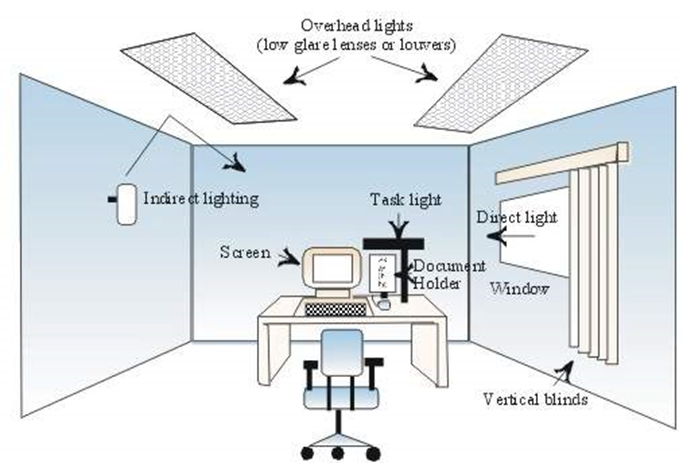 Overhead lights
(low glare lenses or louvers)
Indirect lighting
Task light
Direct light
Screen
Document
Holder
Window
Vertical blinds